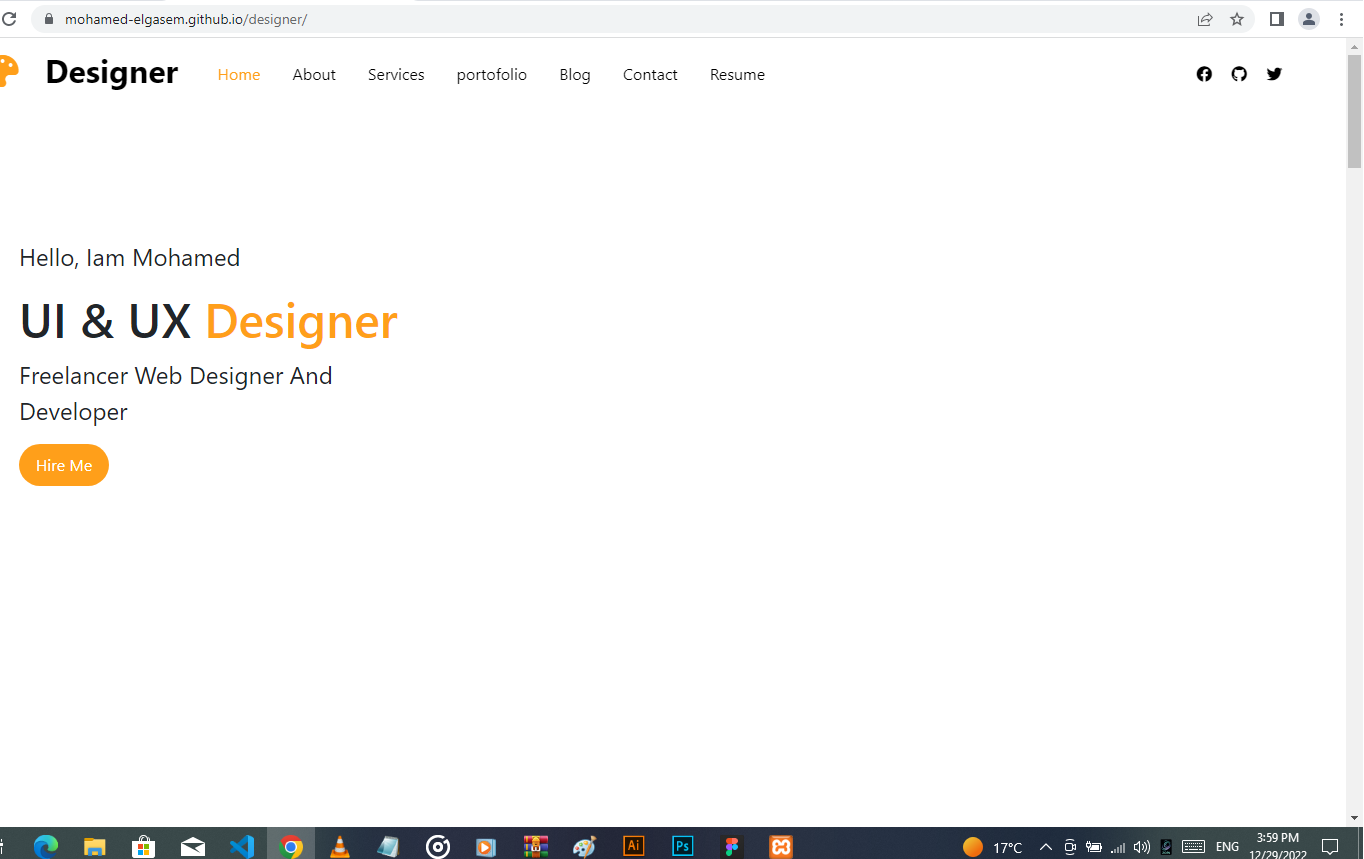 mohamed-elgasem.github.io/designer/
Designer Home About Services portofolio Blog Contact Resume
Hello, Iam Mohamed
UI & UX Designer
Freelancer Web Designer And
Developer
Hire Me
Ai Ps 17°C ENG 3:59 PM
12/29/2022